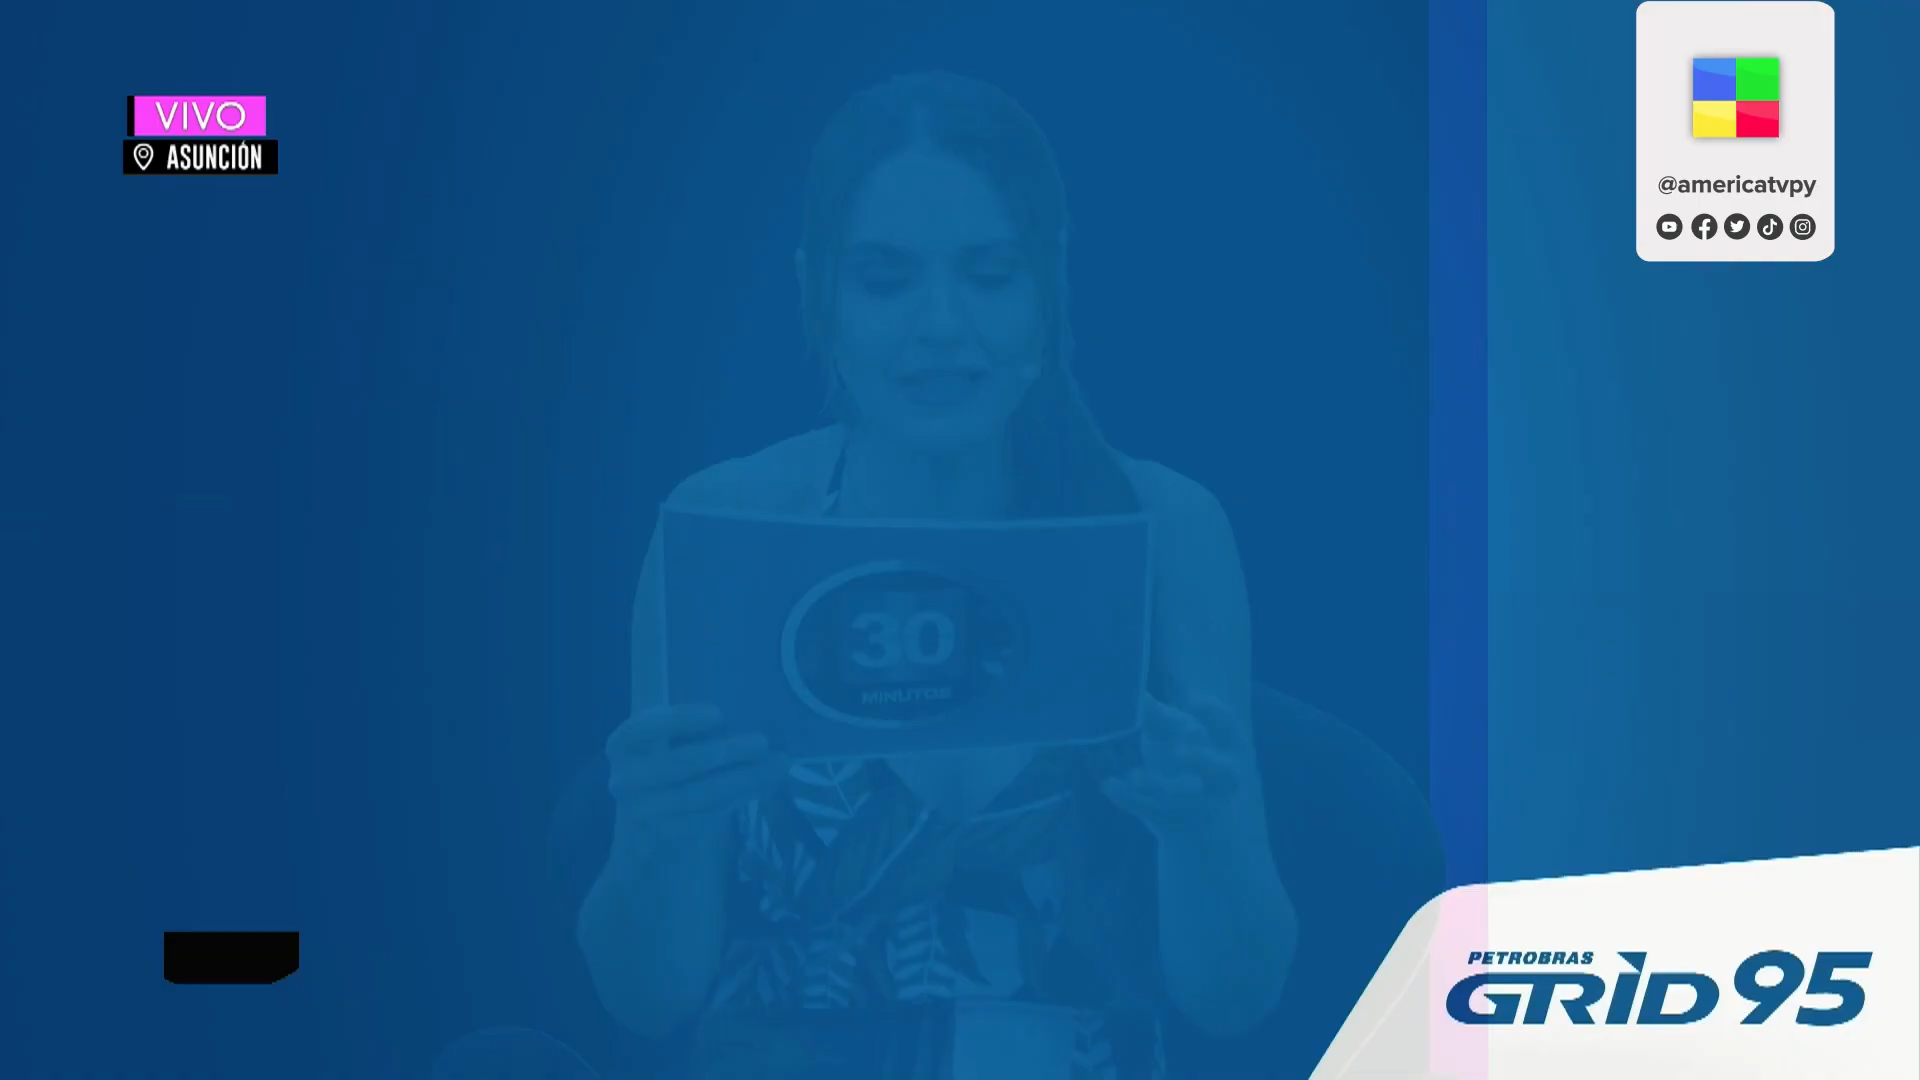 VIVO
ASUNCIÓN
@americatvpy
30
MINUTOS
PETROBRAS
GRID 95